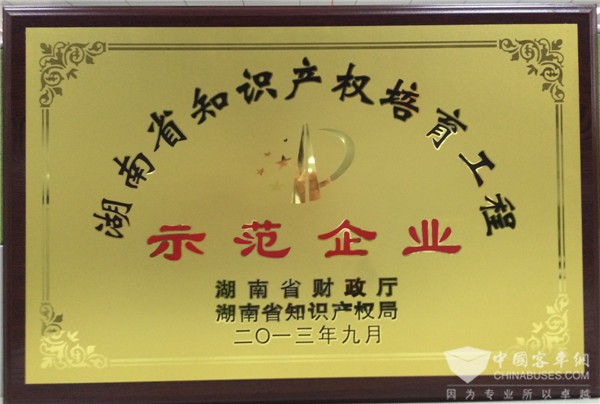 湖南省知识产权培育工程
示范企业
湖南省财政厅
湖南省知识产权局
二〇一三年九月
中国客车网
CHINABUSES.COM
因为专业所以卓越